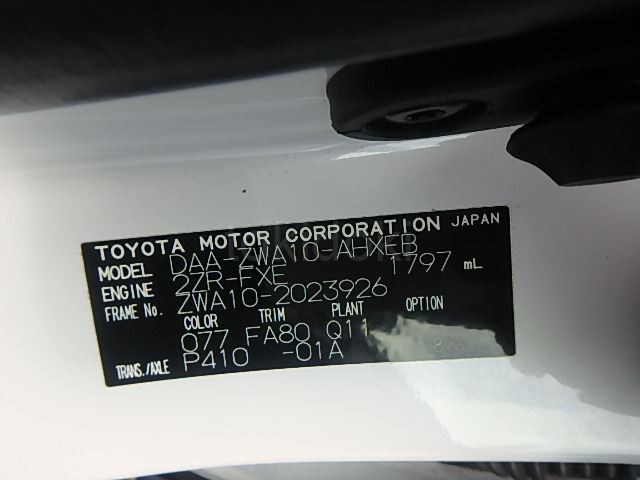 TOYOTA MOTOR CORPORATION JAPAN
MODEL DAA-ZWA10-AHXEB
ENGINE 2ZR-FXE 1797 mL
FRAME No. ZWA10-2023926
COLOR TRIM PLANT OPTION
077 FA80 Q11
TRANS./AXLE P410 -01A